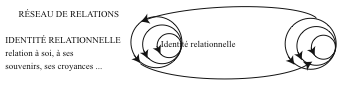 RÉSEAU DE RELATIONS
IDENTITÉ RELATIONNELLE
relation à soi, à ses
souvenirs, ses croyances ...
Identité relationnelle